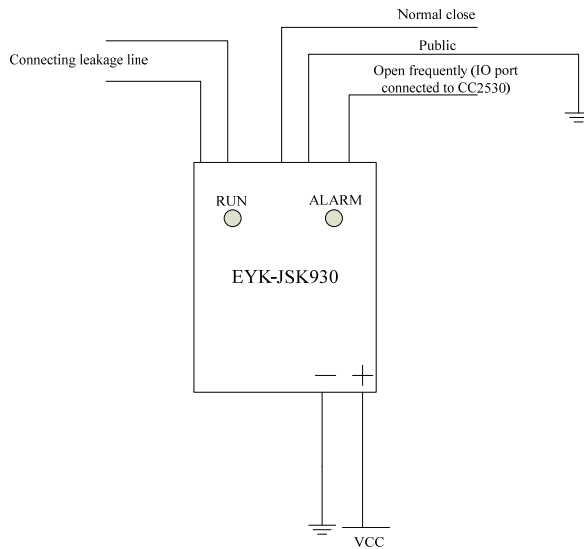 Normal close
Public
Connecting leakage line
Open frequently (IO port
connected to CC2530)
RUN
ALARM
EYK-JSK930
— +
VCC